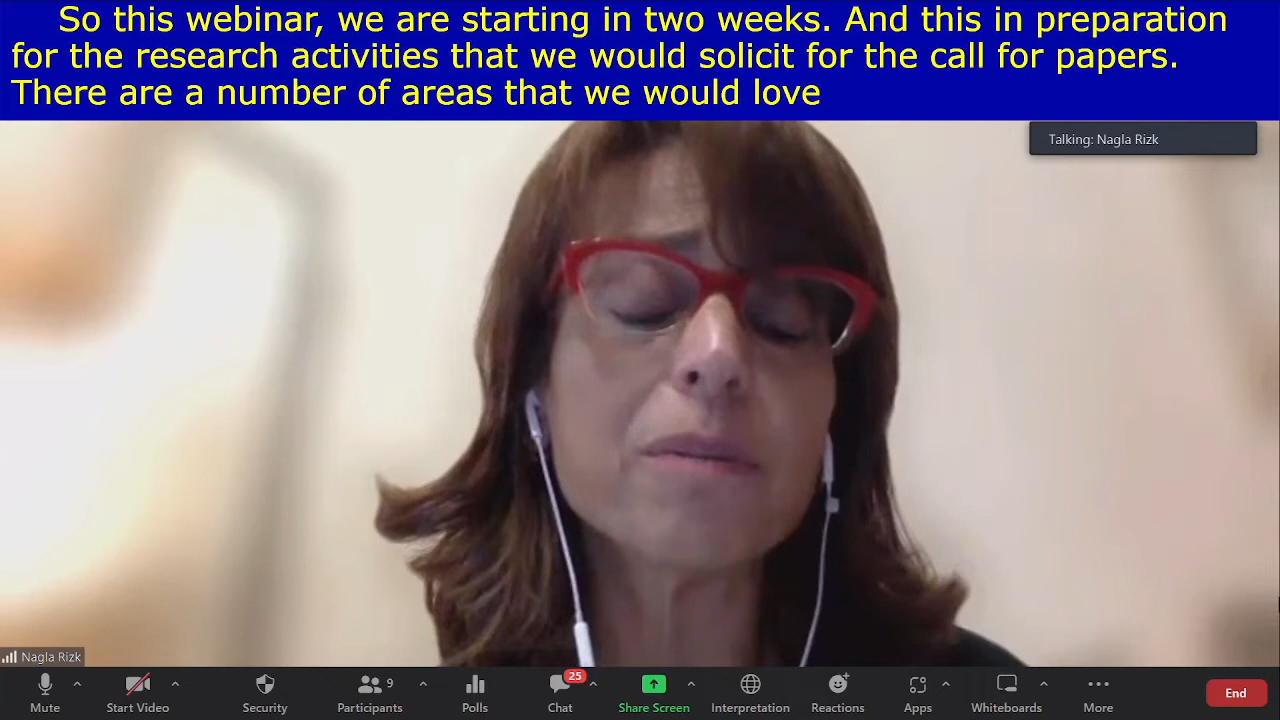 So this webinar, we are starting in two weeks. And this in preparation
for the research activities that we would solicit for the call for papers.
There are a number of areas that we would love
Talking: Nagla Rizk
Nagla Rizk
9
25
Mute
Start Video
Security
Participants
Polls
Chat
Share Screen
Interpretation
Reactions
Apps
Whiteboards
More
End